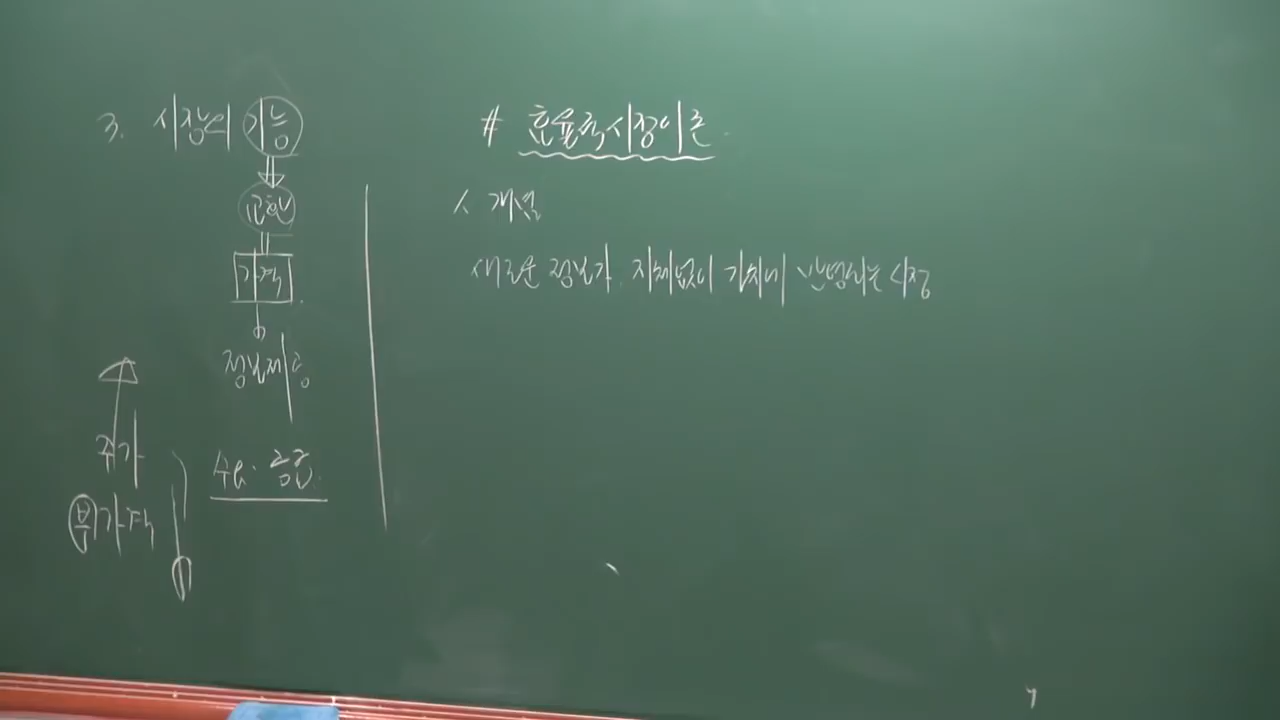 3. 시장의 기능
교환
가격
정보제공
주가
수요·공급
부 가격
# 효율적시장이론.
1. 개념
새로운 정보가 지체없이 가치에 반영되는 시장